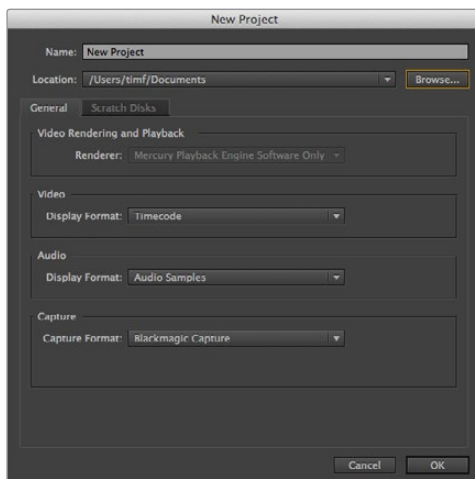 New Project
Name: New Project
Location: /Users/timf/Documents Browse...
General Scratch Disks
Video Rendering and Playback
Renderer: Mercury Playback Engine Software Only
Video
Display Format: Timecode
Audio
Display Format: Audio Samples
Capture
Capture Format: Blackmagic Capture
Cancel OK